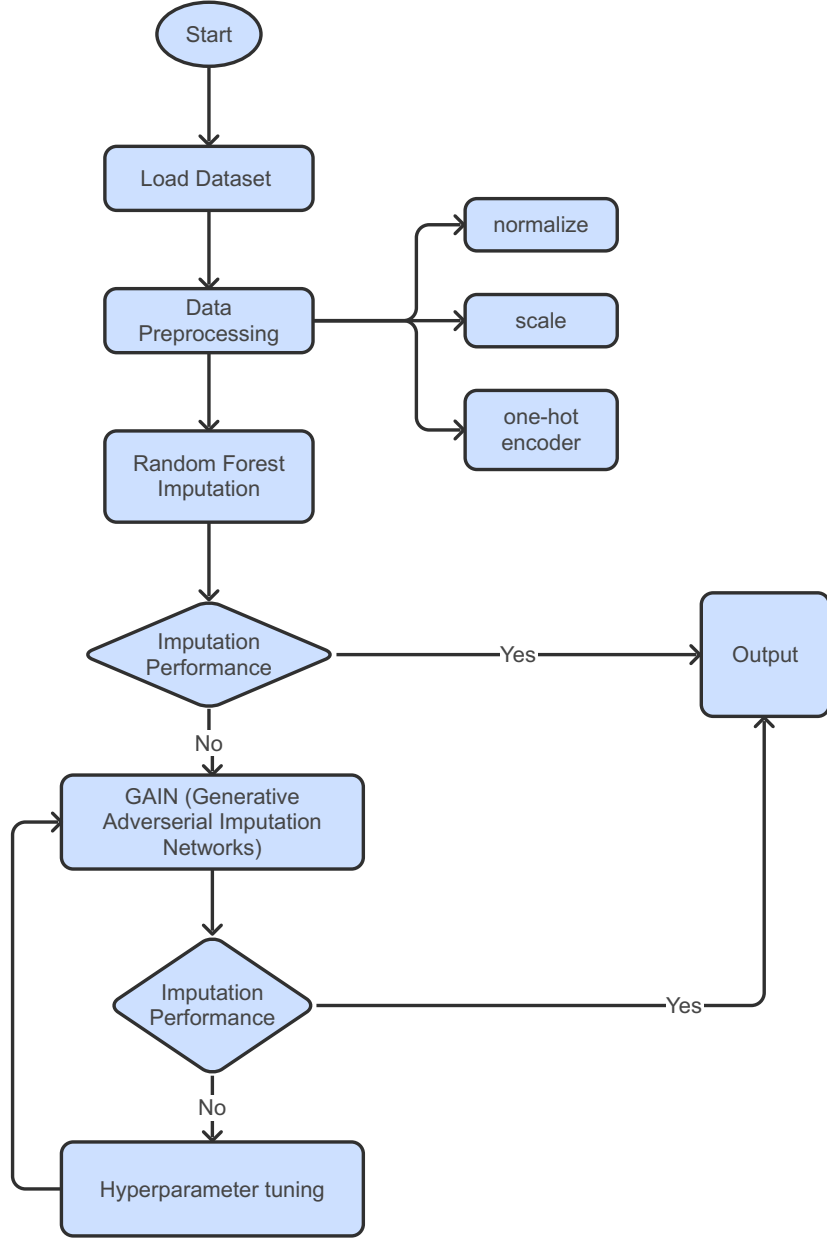 Start
Load Dataset
normalize
Data
Preprocessing
scale
one-hot
encoder
Random Forest
Imputation
Imputation
Performance
Yes
Output
No
GAIN (Generative
Adverserial Imputation
Networks)
Imputation
Performance
Yes
No
Hyperparameter tuning